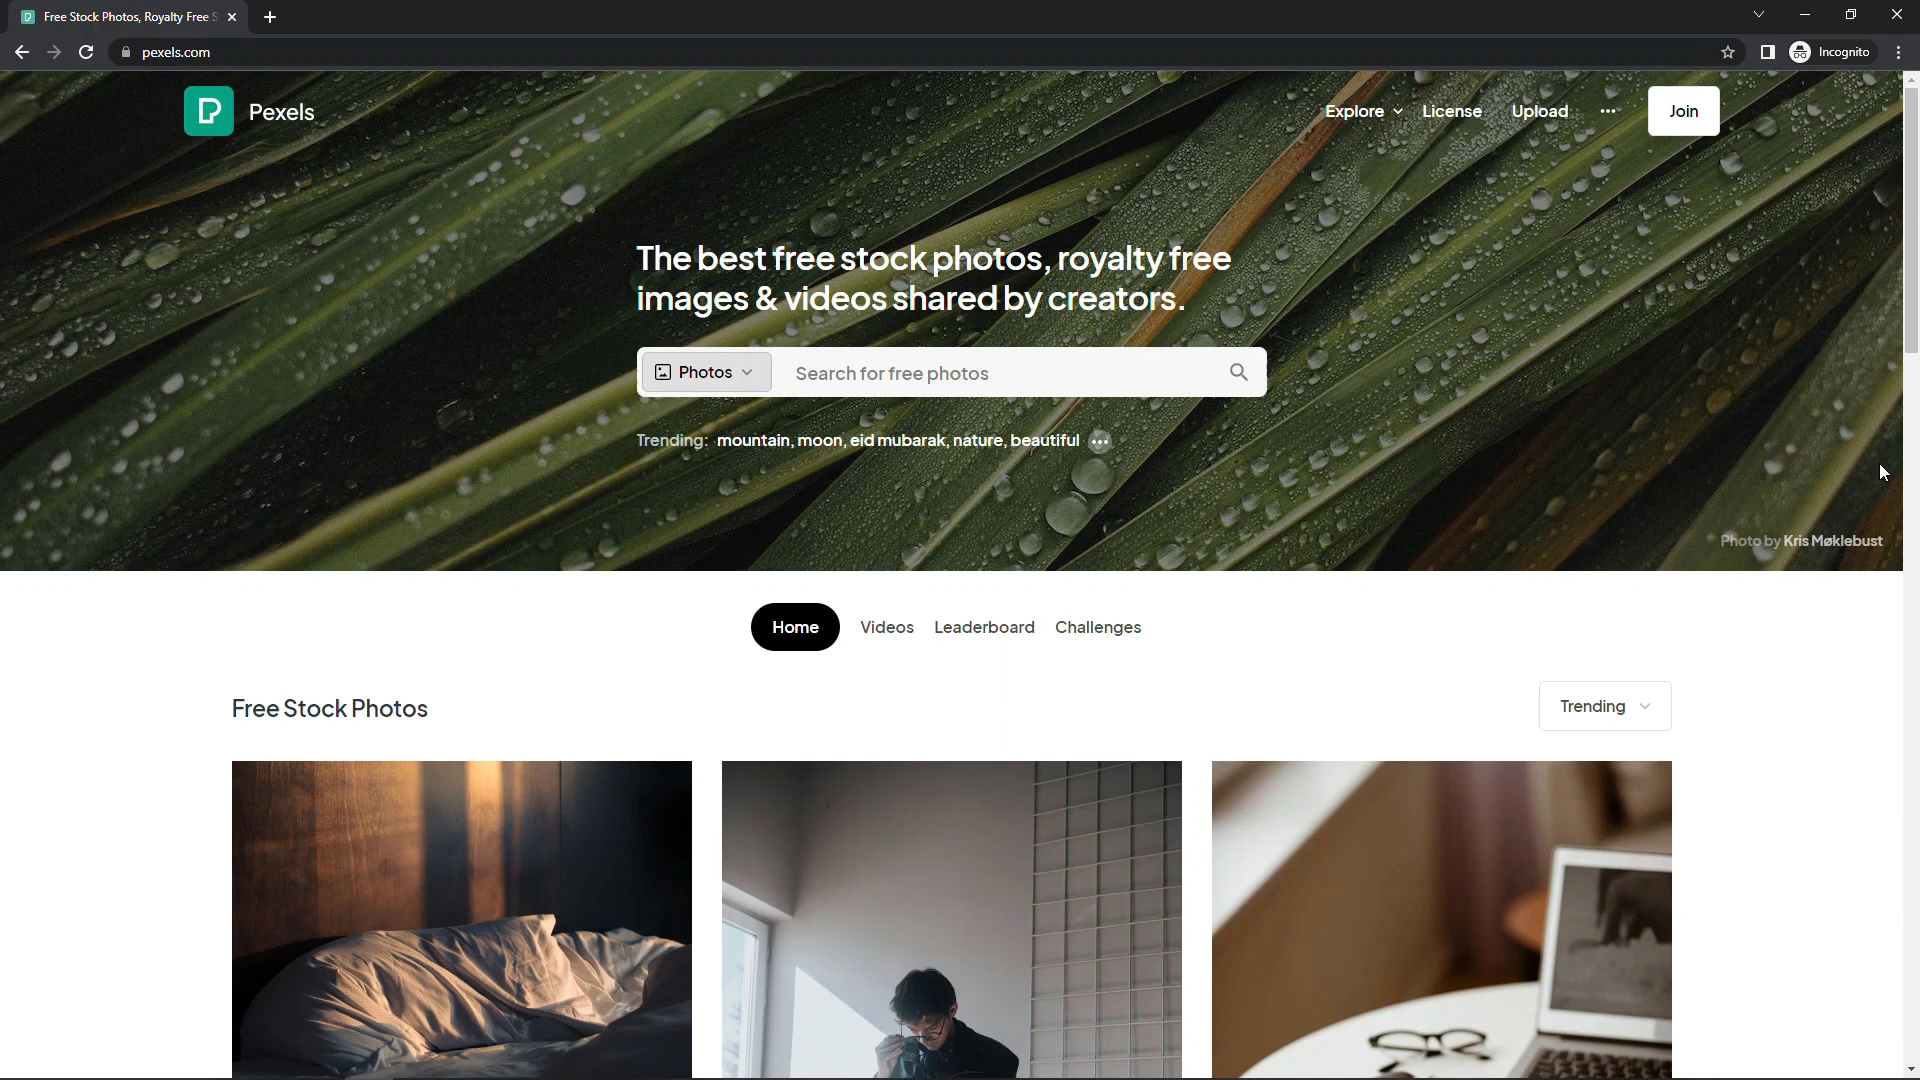 Free Stock Photos, Royalty Free S
pexels.com
Incognito
Pexels
Explore License Upload Join
The best free stock photos, royalty free
images & videos shared by creators.
Photos Search for free photos
Trending: mountain, moon, eid mubarak, nature, beautiful
Photo by Kris Møklebust
Home Videos Leaderboard Challenges
Free Stock Photos Trending